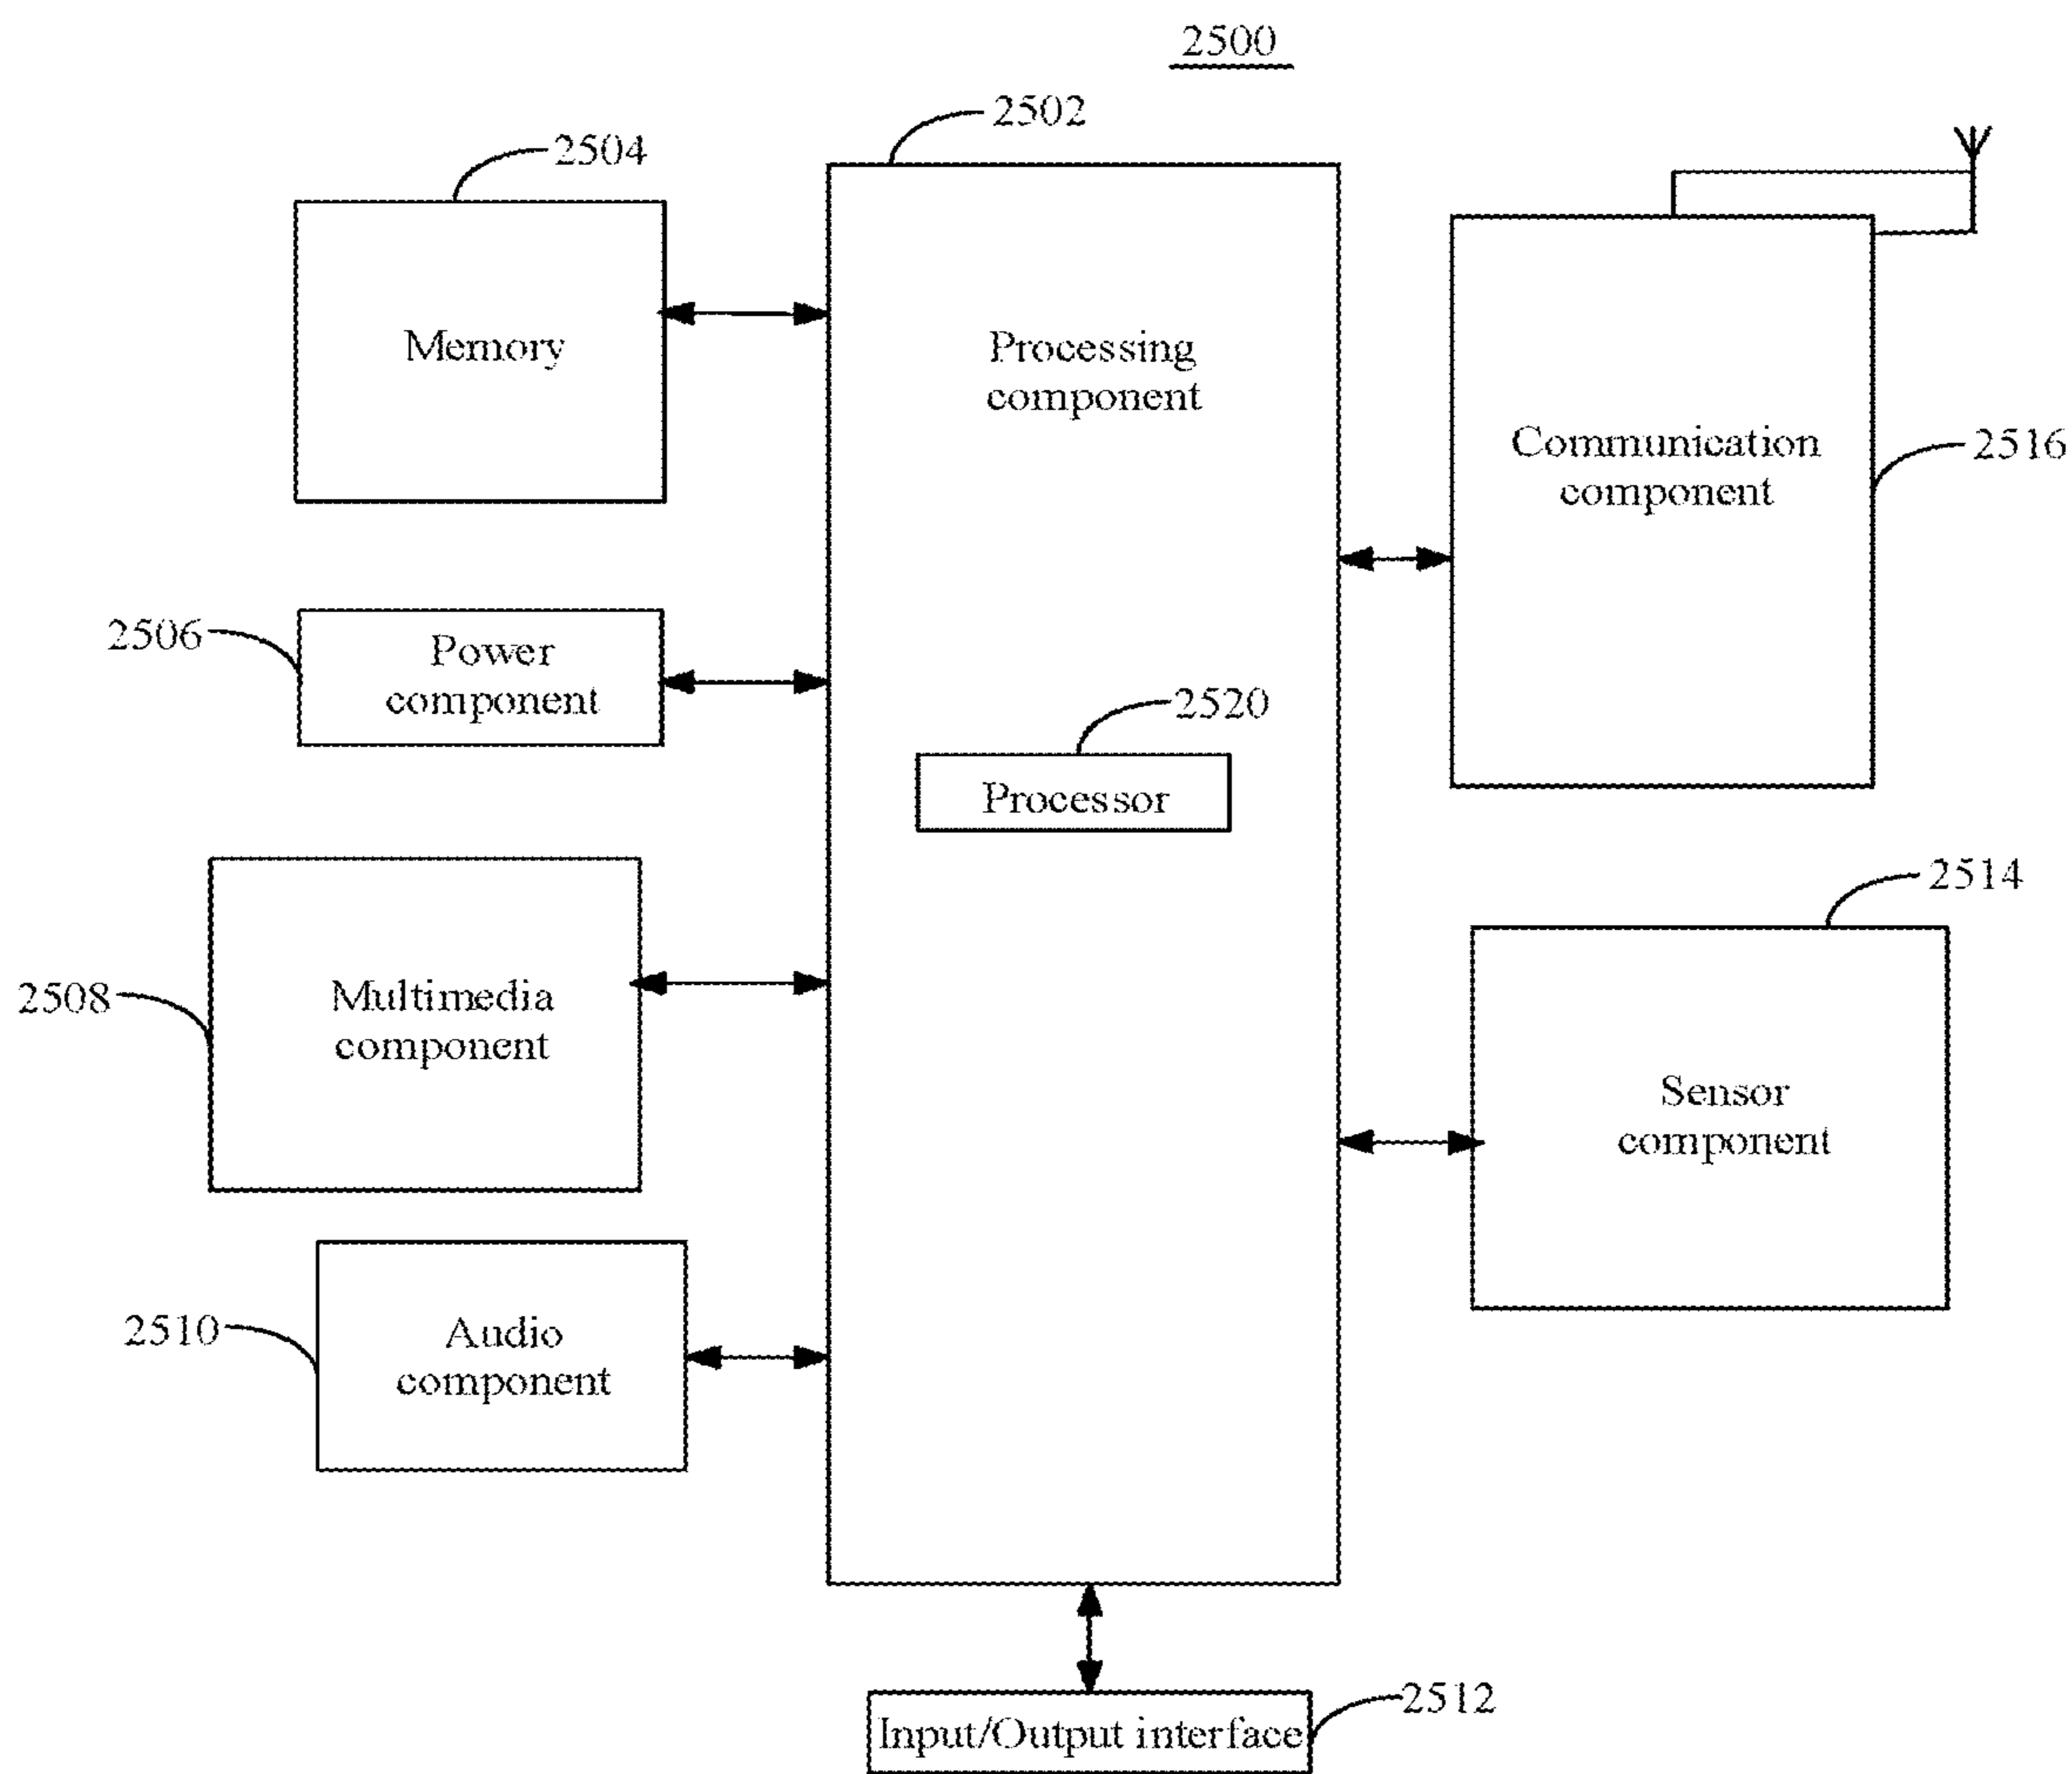 2500
2502
2504
Memory
Processing
component
Communication
component
2516
2506
Power
component
2520
Processor
2514
2508
Multimedia
component
Sensor
component
2510
Audio
component
2512
Input/Output interface